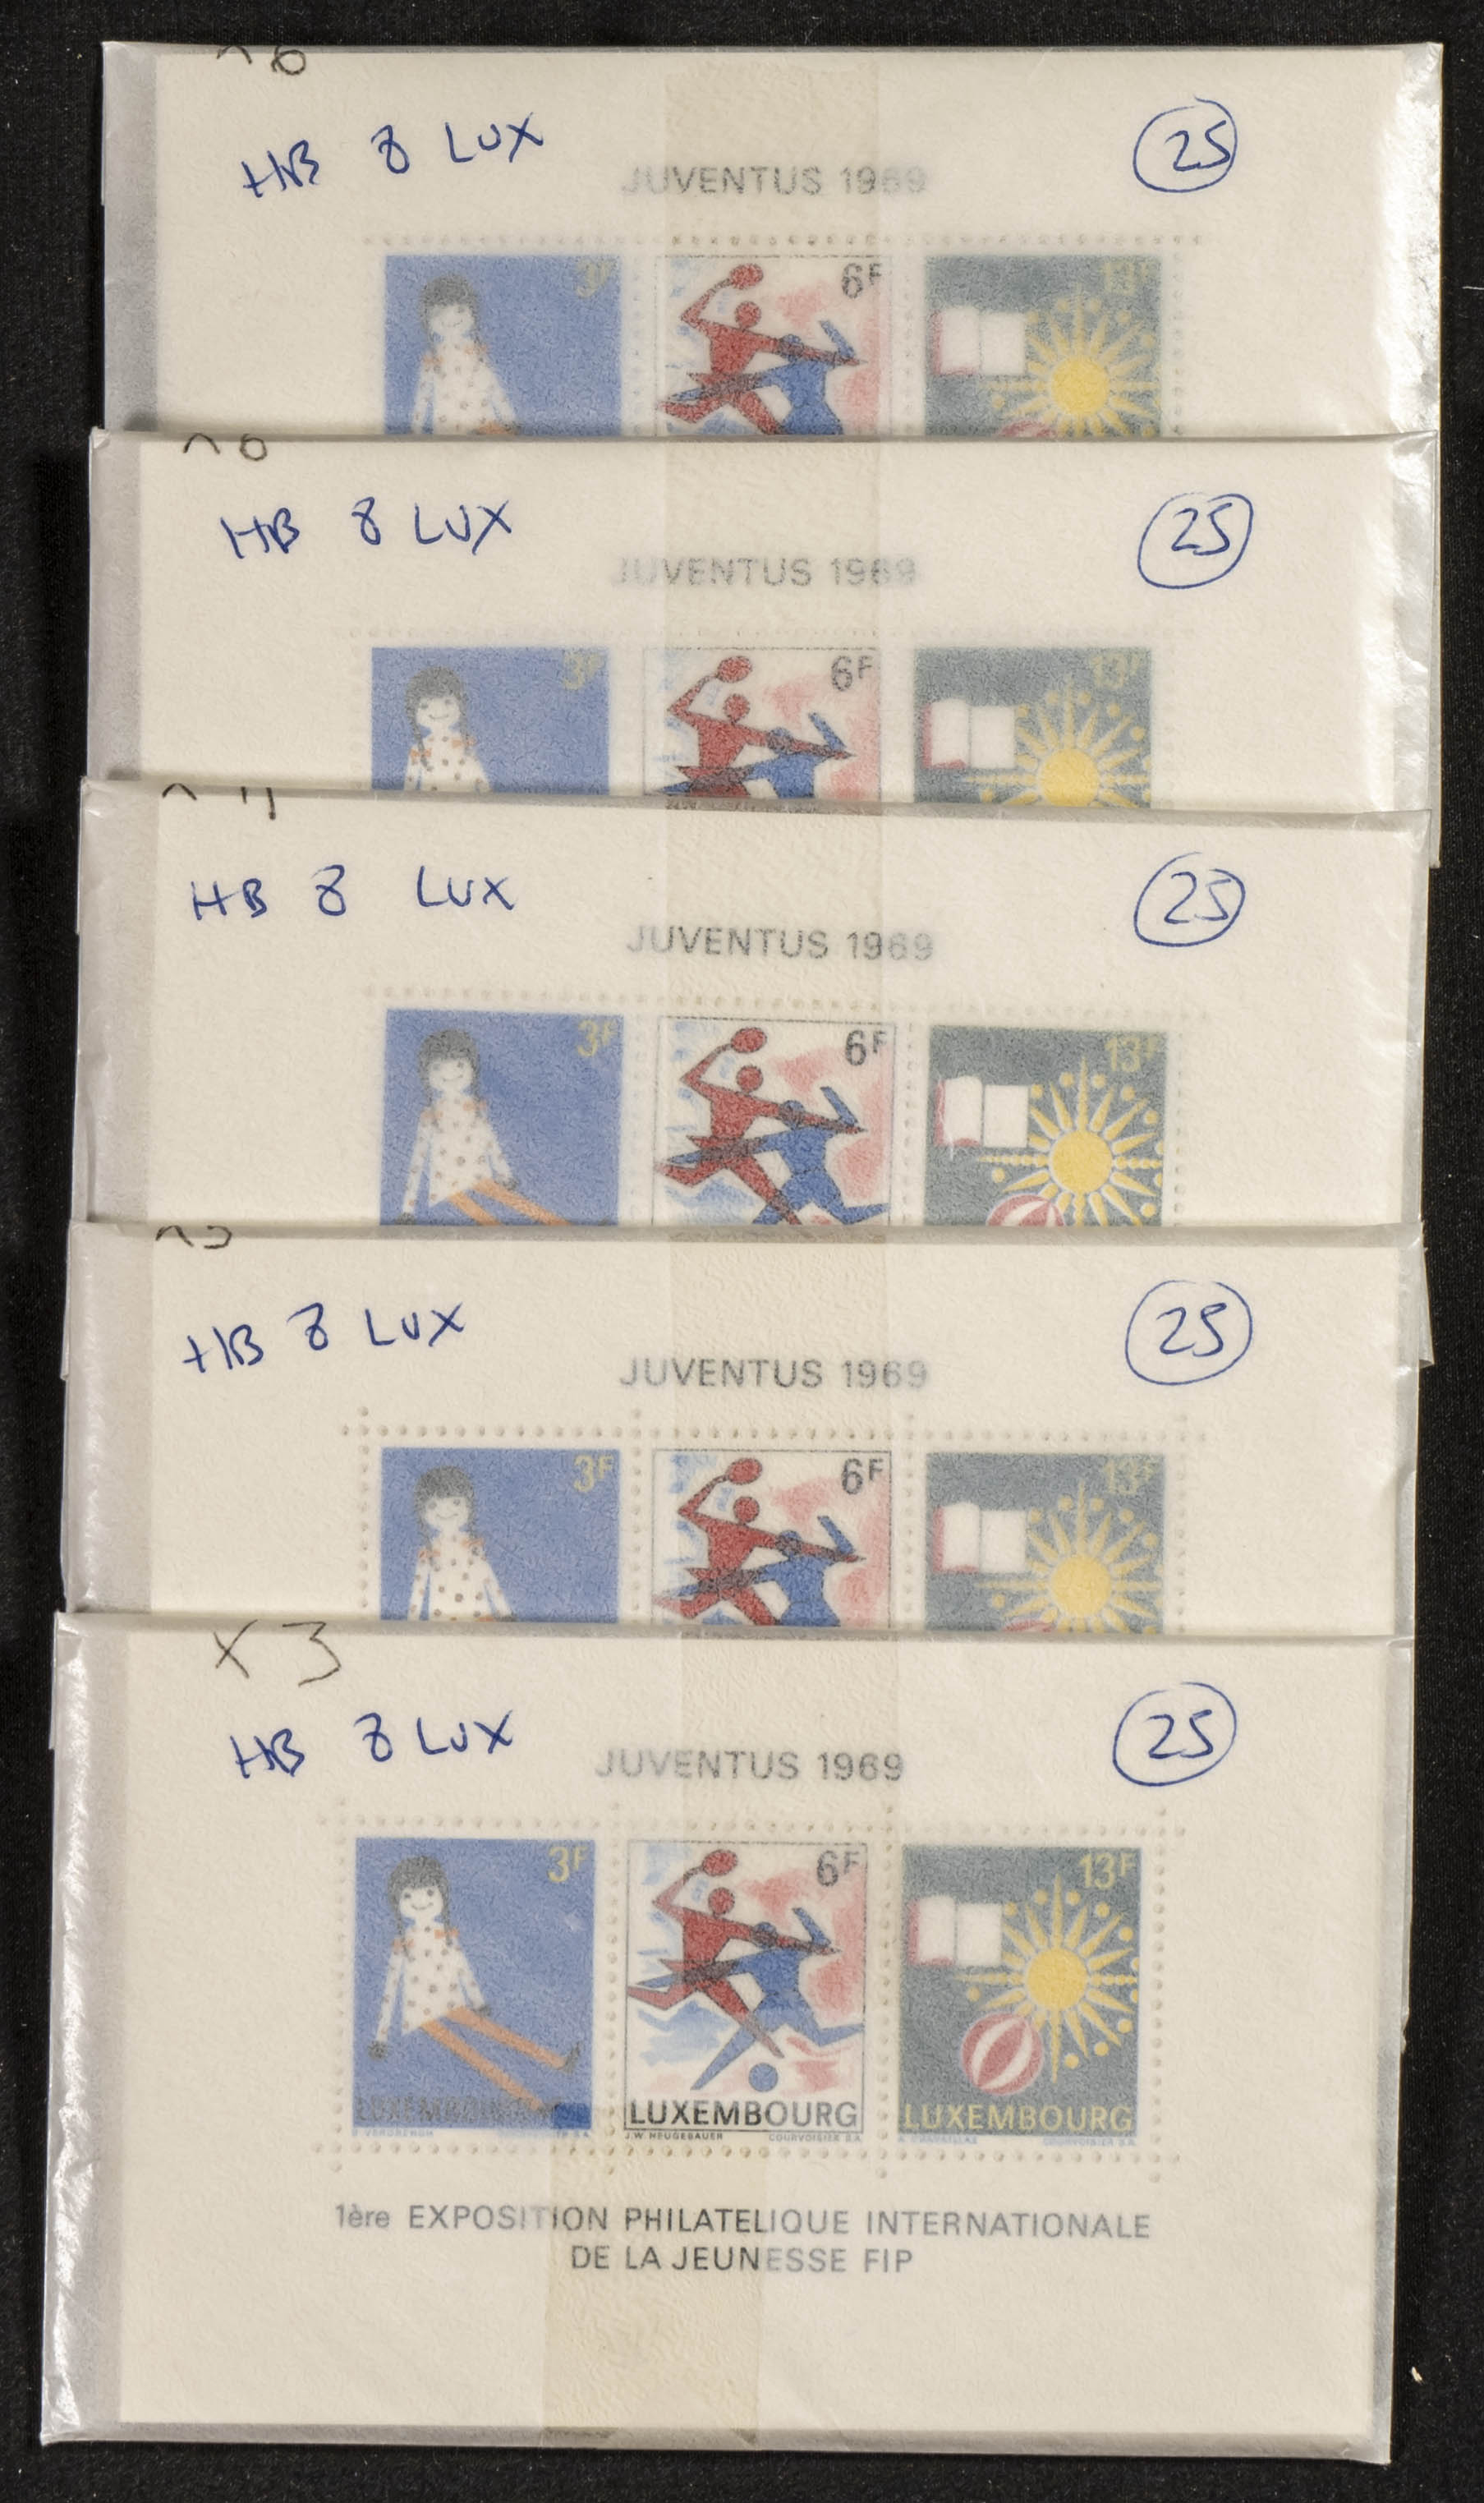 HB 8 LUX
25
JUVENTUS 1969
3F
6F
13F
HB 8 LUX
25
JUVENTUS 1969
3F
6F
13F
HB 8 LUX
25
JUVENTUS 1969
3F
6F
13F
HB 8 LUX
25
JUVENTUS 1969
3F
6F
13F
X 3
HB 8 LUX
25
JUVENTUS 1969
3F
6F
13F
LUXEMBOURG
LUXEMBOURG
LUXEMBOURG
J.W. NEUGEBAUER
COURVOISIER S.A.
COURVOISIER S.A.
1ère EXPOSITION PHILATELIQUE INTERNATIONALE
DE LA JEUNESSE FIP